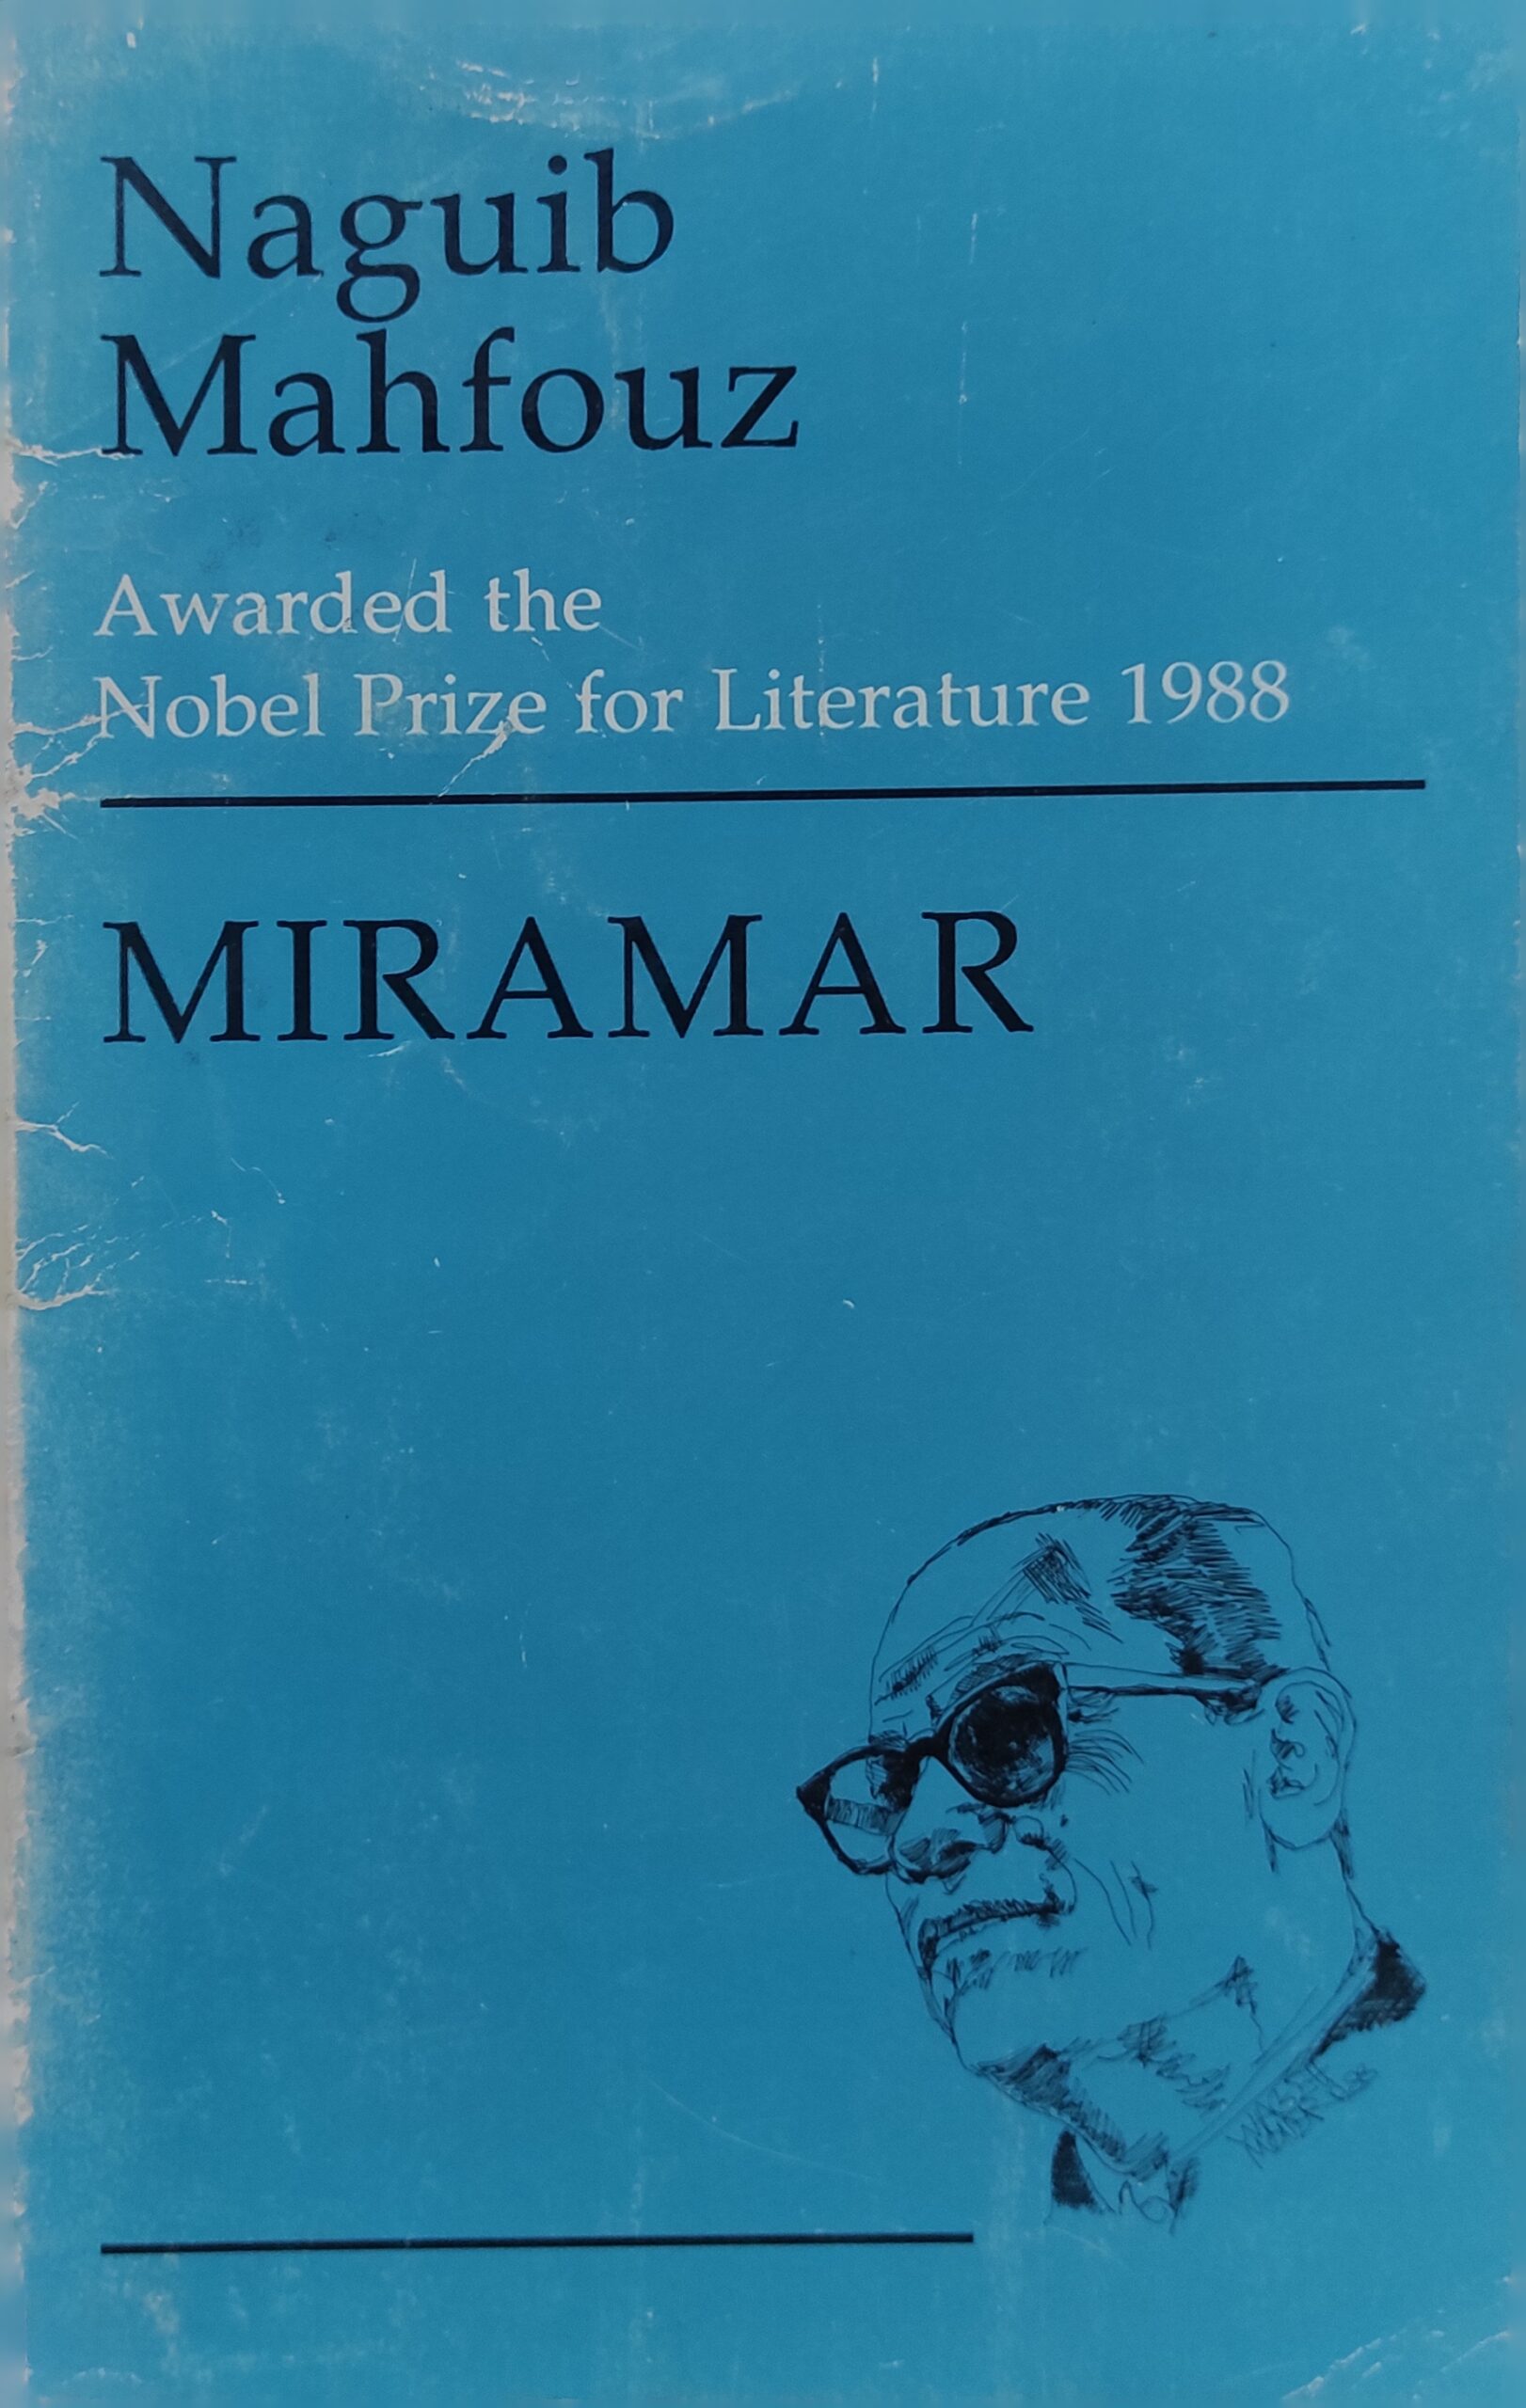 Naguib
Mahfouz
Awarded the
Nobel Prize for Literature 1988
MIRAMAR